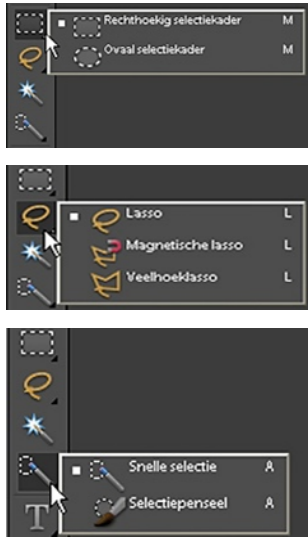 Rechthoekig selectiekader M
Ovaal selectiekader M
Lasso L
Magnetische lasso L
Veelhoeklasso L
Snelle selectie A
Selectiepenseel A
T